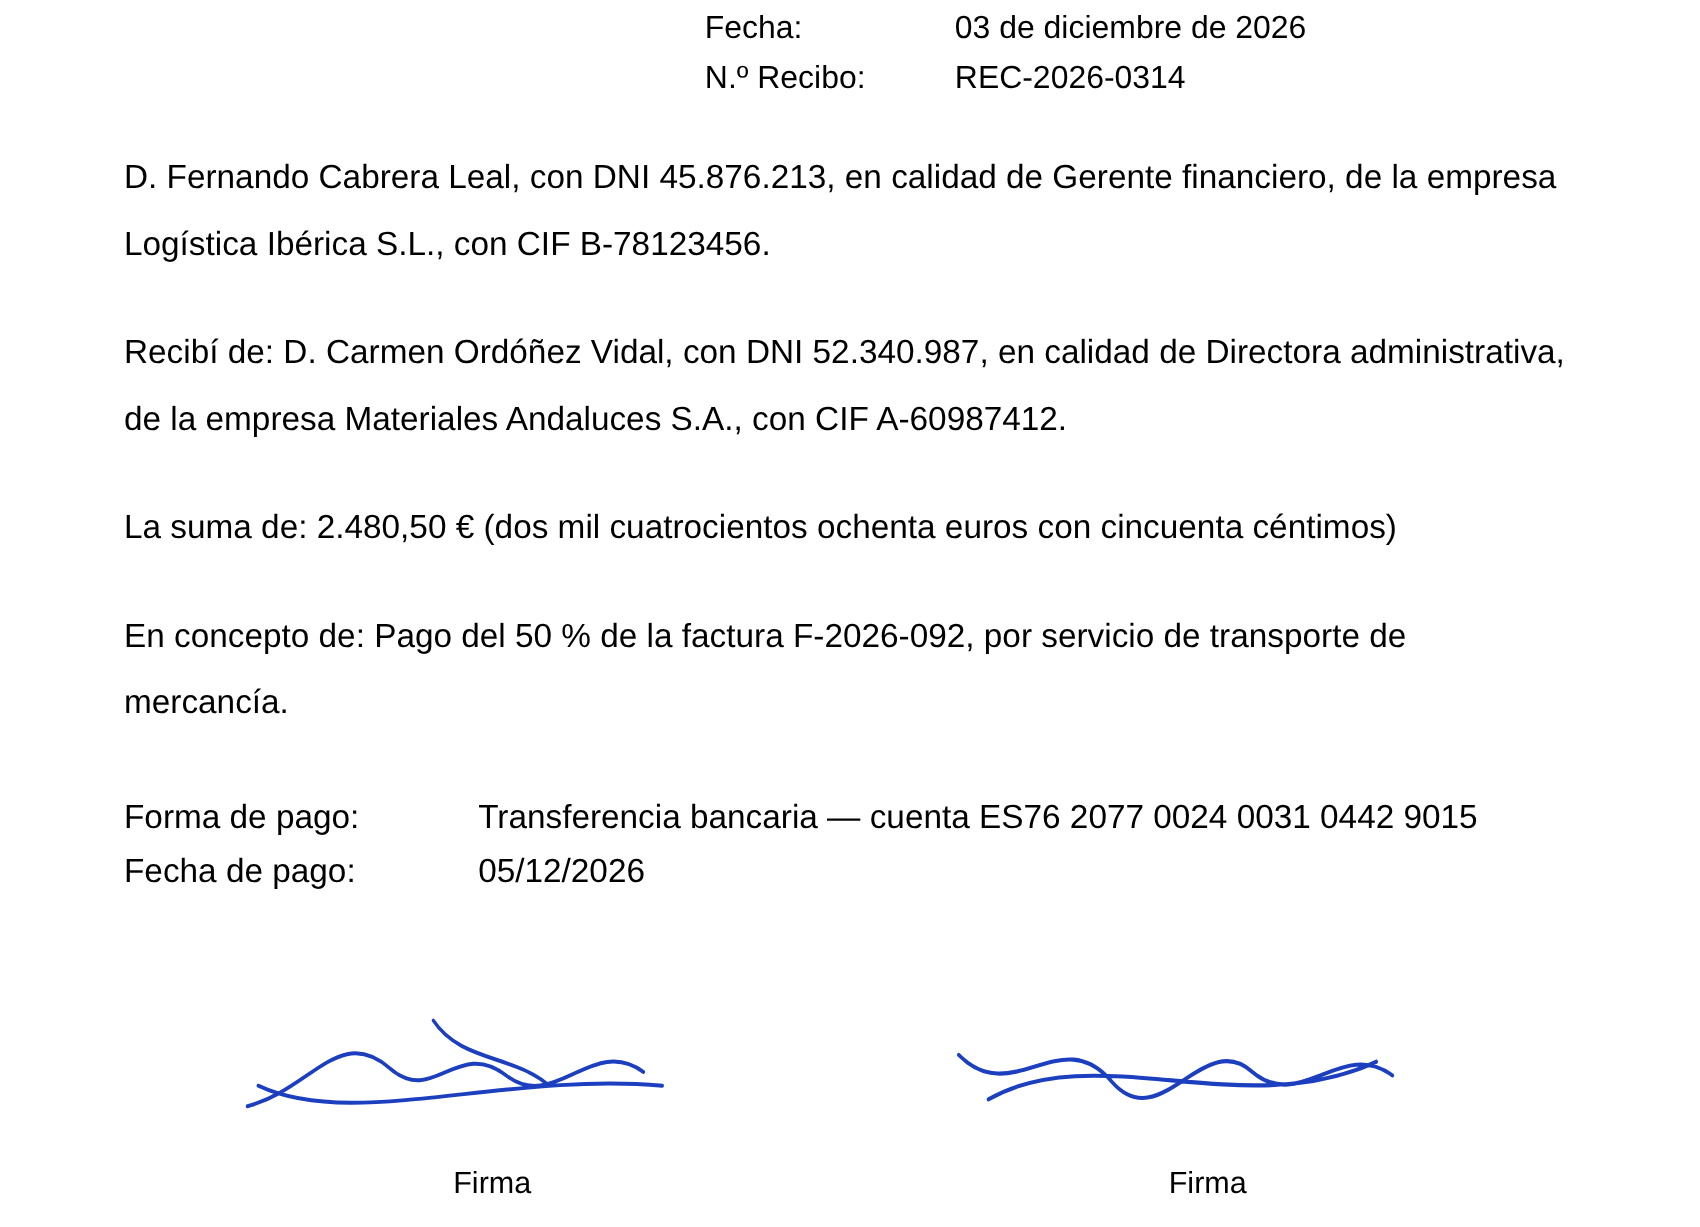 Fecha: 03 de diciembre de 2026
N.º Recibo: REC-2026-0314
D. Fernando Cabrera Leal, con DNI 45.876.213, en calidad de Gerente financiero, de la empresa
Logística Ibérica S.L., con CIF B-78123456.
Recibí de: D. Carmen Ordóñez Vidal, con DNI 52.340.987, en calidad de Directora administrativa,
de la empresa Materiales Andaluces S.A., con CIF A-60987412.
La suma de: 2.480,50 € (dos mil cuatrocientos ochenta euros con cincuenta céntimos)
En concepto de: Pago del 50 % de la factura F-2026-092, por servicio de transporte de
mercancía.
Forma de pago: Transferencia bancaria — cuenta ES76 2077 0024 0031 0442 9015
Fecha de pago: 05/12/2026
Firma Firma